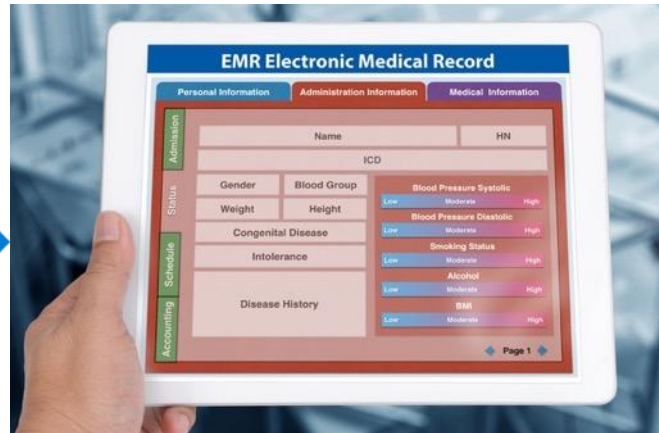 EMR Electronic Medical Record
Personal Information Administration Information Medical Information
Admission
Status
Schedule
Accounting
Name HN
ICD
Gender Blood Group
Weight Height
Congenital Disease
Intolerance
Disease History
Blood Pressure Systolic
Low Moderate High
Blood Pressure Diastolic
Low Moderate High
Smoking Status
Low Moderate High
Alcohol
Low Moderate High
BMI
Low Moderate High
Page 1